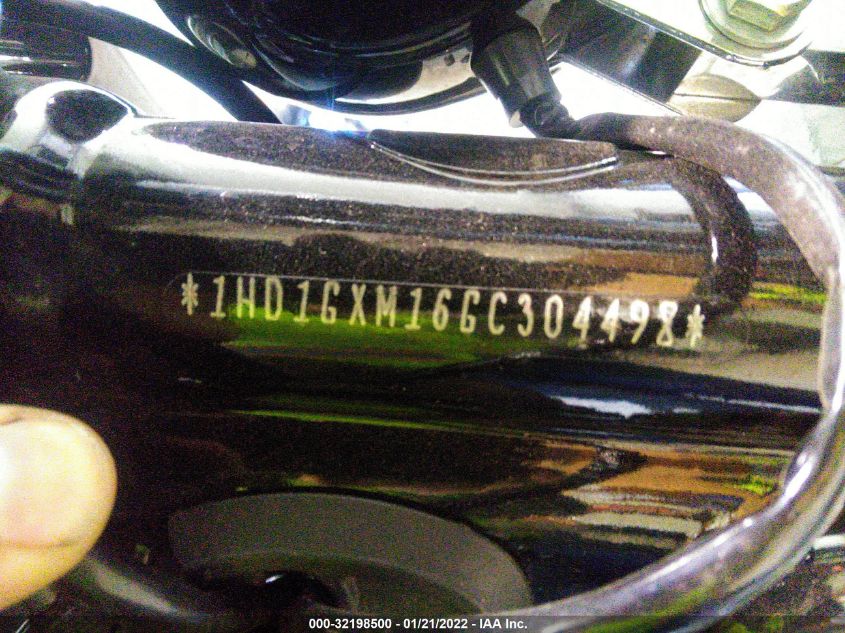 *1HD1GXM16GC304498*
000-32198500 - 01/21/2022 - IAA Inc.